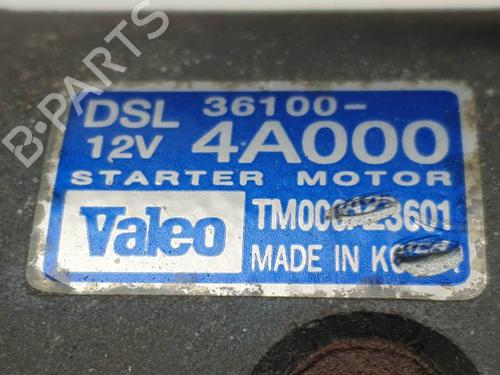 B-PARTS
DSL 36100-
12V 4A000
STARTER MOTOR
Valeo
MADE IN